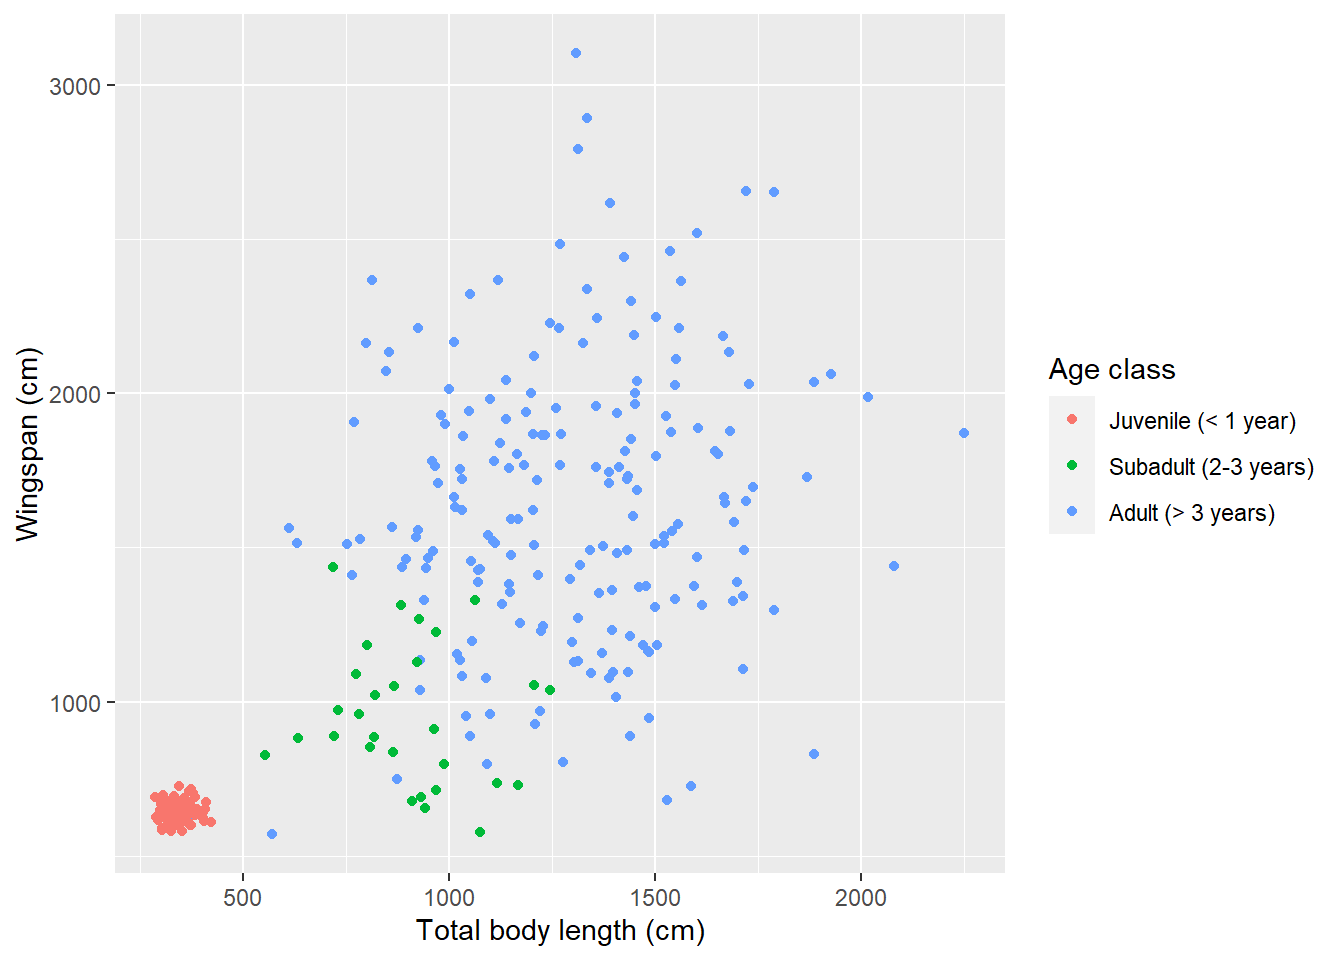 3000
2000
1000
Wingspan (cm)
500
1000
1500
2000
Total body length (cm)
Age class
Juvenile (< 1 year)
Subadult (2-3 years)
Adult (> 3 years)